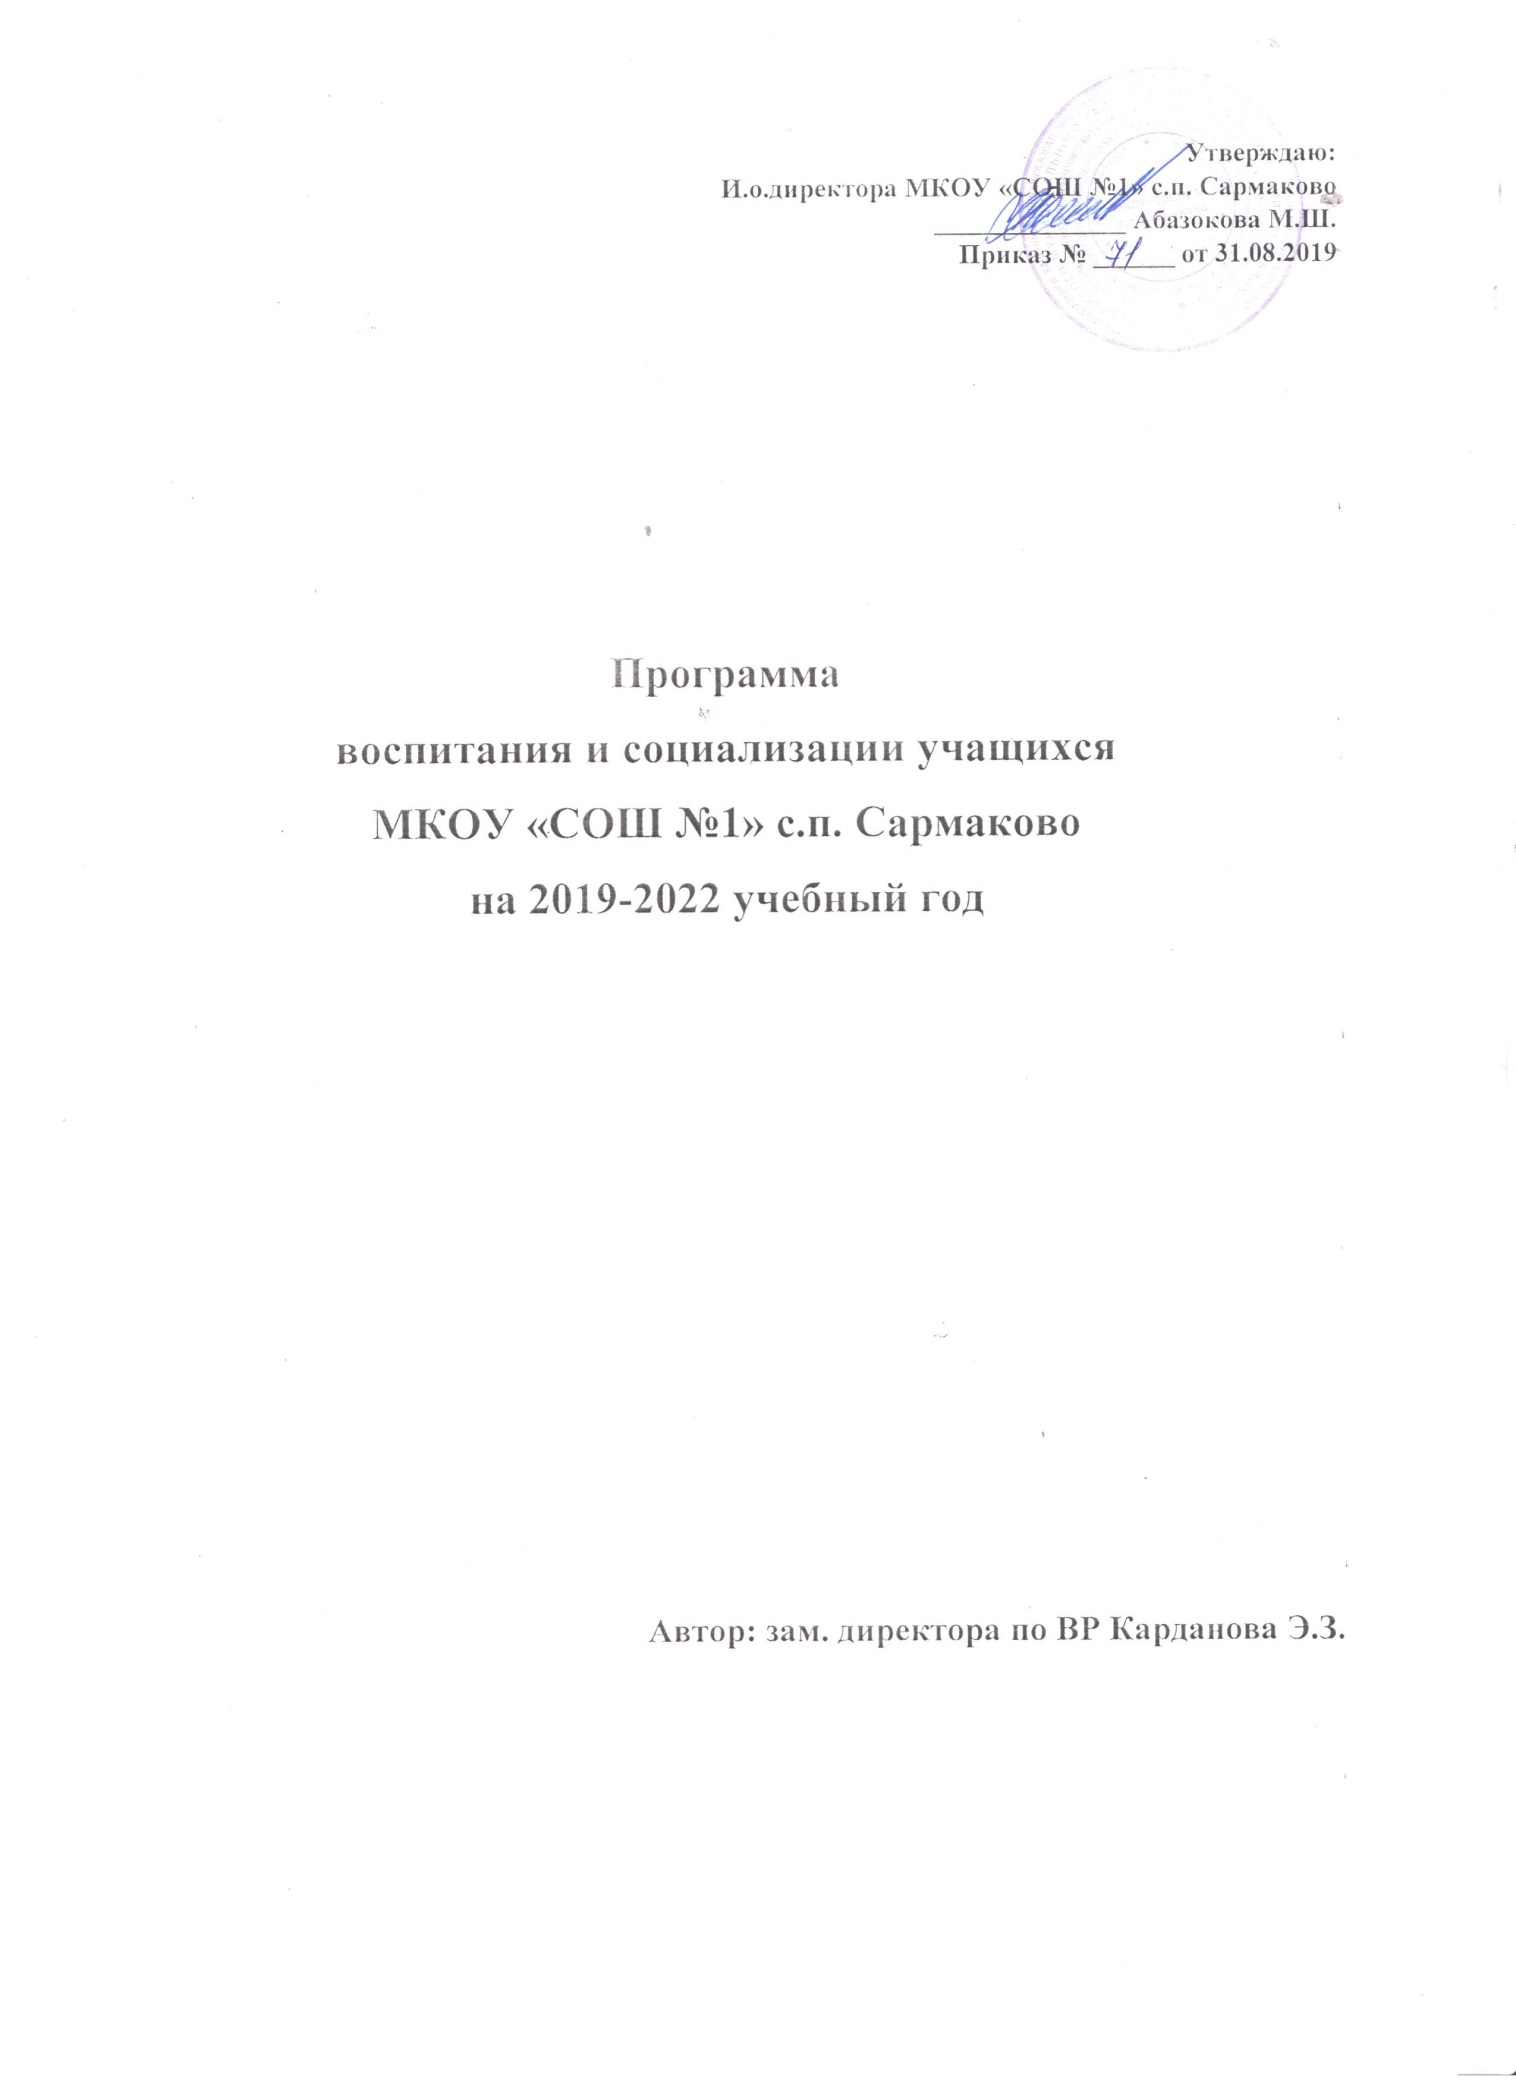 Утверждаю:
И.о.директора МКОУ «СОШ №1» с.п. Сармаково
______________ Абазокова М.Ш.
Приказ № 71 от 31.08.2019
Программа
воспитания и социализации учащихся
МКОУ «СОШ №1» с.п. Сармаково
на 2019-2022 учебный год
Автор: зам. директора по ВР Карданова Э.З.